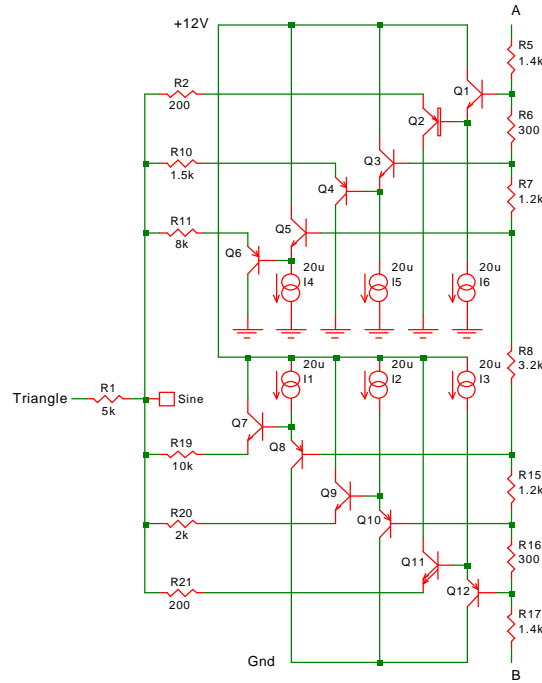 A
+12V
R5
1.4k
R2
200
Q1
Q2
R6
300
R10
1.5k
Q3
Q4
R7
1.2k
R11
8k
Q5
Q6
20u
I4
20u
I5
20u
I6
R8
3.2k
20u
I1
20u
I2
20u
I3
Triangle
R1
5k
Sine
Q7
Q8
R19
10k
R15
1.2k
Q9
Q10
R20
2k
R16
300
Q11
Q12
R21
200
R17
1.4k
Gnd
B